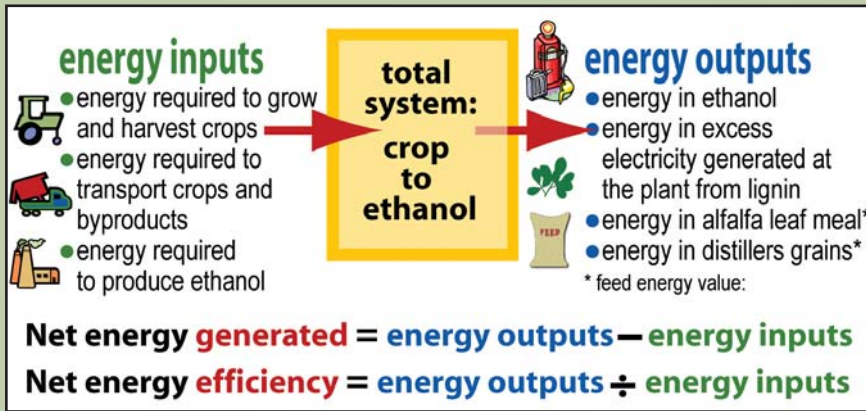 energy inputs
●energy required to grow
and harvest crops
●energy required to
transport crops and
byproducts
●energy required
to produce ethanol
total
system:
crop
to
ethanol
energy outputs
●energy in ethanol
●energy in excess
electricity generated at
the plant from lignin
●energy in alfalfa leaf meal*
●energy in distillers grains*
* feed energy value:
FEED
Net energy generated = energy outputs − energy inputs
Net energy efficiency = energy outputs ÷ energy inputs